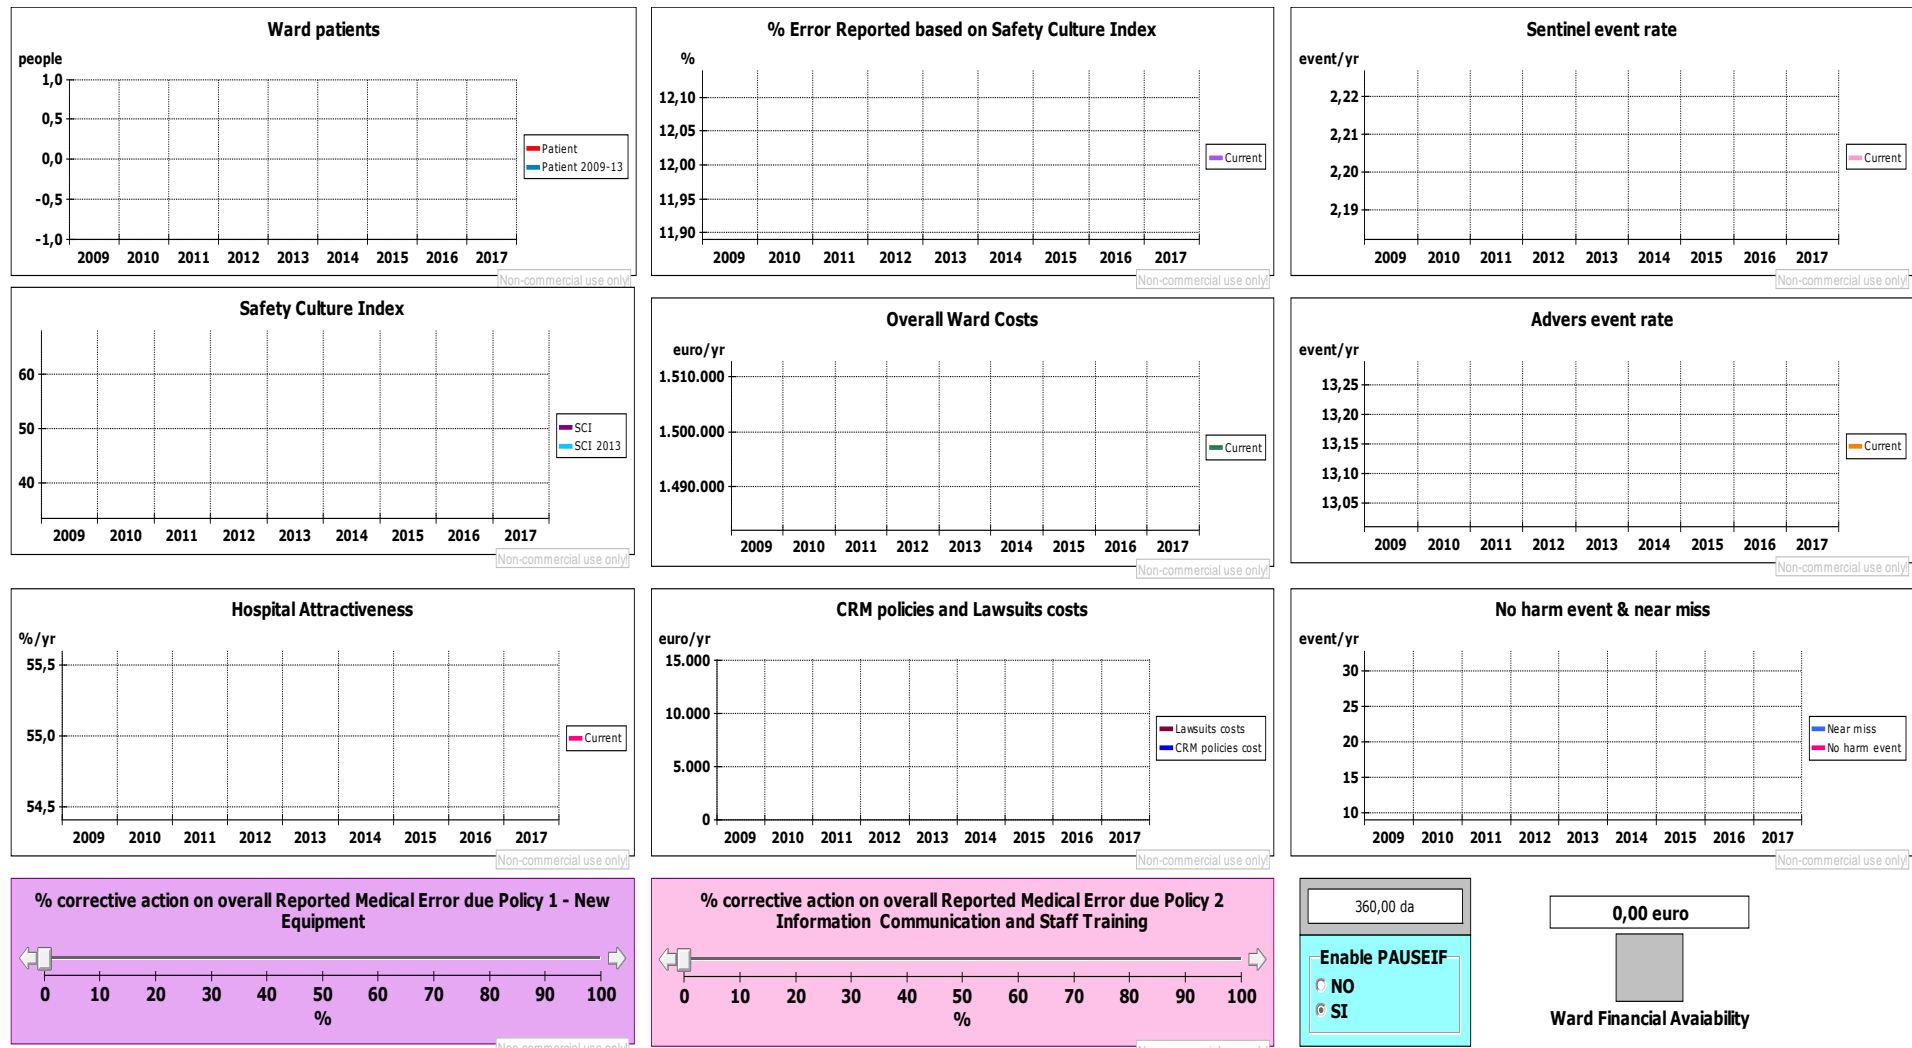 Ward patients
people
1,0
0,5
0,0
-0,5
-1,0
2009 2010 2011 2012 2013 2014 2015 2016 2017
Patient
Patient 2009-13
Non-commercial use only!
% Error Reported based on Safety Culture Index
%
12,10
12,05
12,00
11,95
11,90
2009 2010 2011 2012 2013 2014 2015 2016 2017
Current
Non-commercial use only!
Sentinel event rate
event/yr
2,22
2,21
2,20
2,19
2009 2010 2011 2012 2013 2014 2015 2016 2017
Current
Non-commercial use only!
Safety Culture Index
60
50
40
2009 2010 2011 2012 2013 2014 2015 2016 2017
SCI
SCI 2013
Non-commercial use only!
Overall Ward Costs
euro/yr
1.510.000
1.500.000
1.490.000
2009 2010 2011 2012 2013 2014 2015 2016 2017
Current
Non-commercial use only!
Advers event rate
event/yr
13,25
13,20
13,15
13,10
13,05
2009 2010 2011 2012 2013 2014 2015 2016 2017
Current
Non-commercial use only!
Hospital Attractiveness
%/yr
55,5
55,0
54,5
2009 2010 2011 2012 2013 2014 2015 2016 2017
Current
Non-commercial use only!
CRM policies and Lawsuits costs
euro/yr
15.000
10.000
5.000
0
2009 2010 2011 2012 2013 2014 2015 2016 2017
Lawsuits costs
CRM policies cost
Non-commercial use only!
No harm event & near miss
event/yr
30
25
20
15
10
2009 2010 2011 2012 2013 2014 2015 2016 2017
Near miss
No harm event
Non-commercial use only!
% corrective action on overall Reported Medical Error due Policy 1 - New
Equipment
0 10 20 30 40 50 60 70 80 90 100
%
Non-commercial use only!
% corrective action on overall Reported Medical Error due Policy 2
Information Communication and Staff Training
0 10 20 30 40 50 60 70 80 90 100
%
Non-commercial use only!
360,00 da
Enable PAUSEIF
NO
SI
0,00 euro
Ward Financial Avaiability